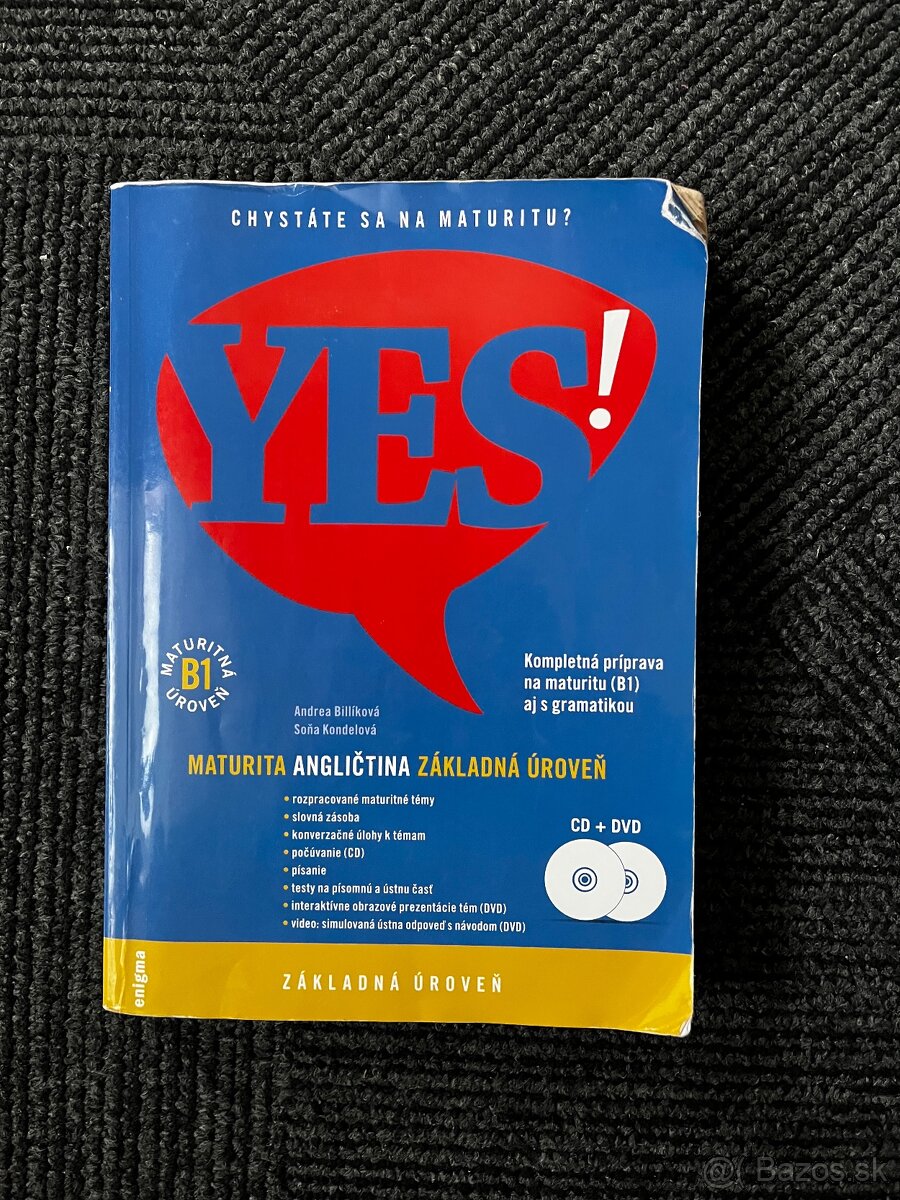 CHYSTÁTE SA NA MATURITU?
YES!
MATURITNÁ
B1
ÚROVEŇ
Kompletná príprava
na maturitu (B1)
aj s gramatikou
Andrea Billíková
Soňa Kondelová
MATURITA ANGLIČTINA ZÁKLADNÁ ÚROVEŇ
• rozpracované maturitné témy
• slovná zásoba
• konverzačné úlohy k témam
• počúvanie (CD)
• písanie
• testy na písomnú a ústnu časť
• interaktívne obrazové prezentácie tém (DVD)
• video: simulovaná ústna odpoveď s návodom (DVD)
CD + DVD
enigma
ZÁKLADNÁ ÚROVEŇ
@ Bazos.sk